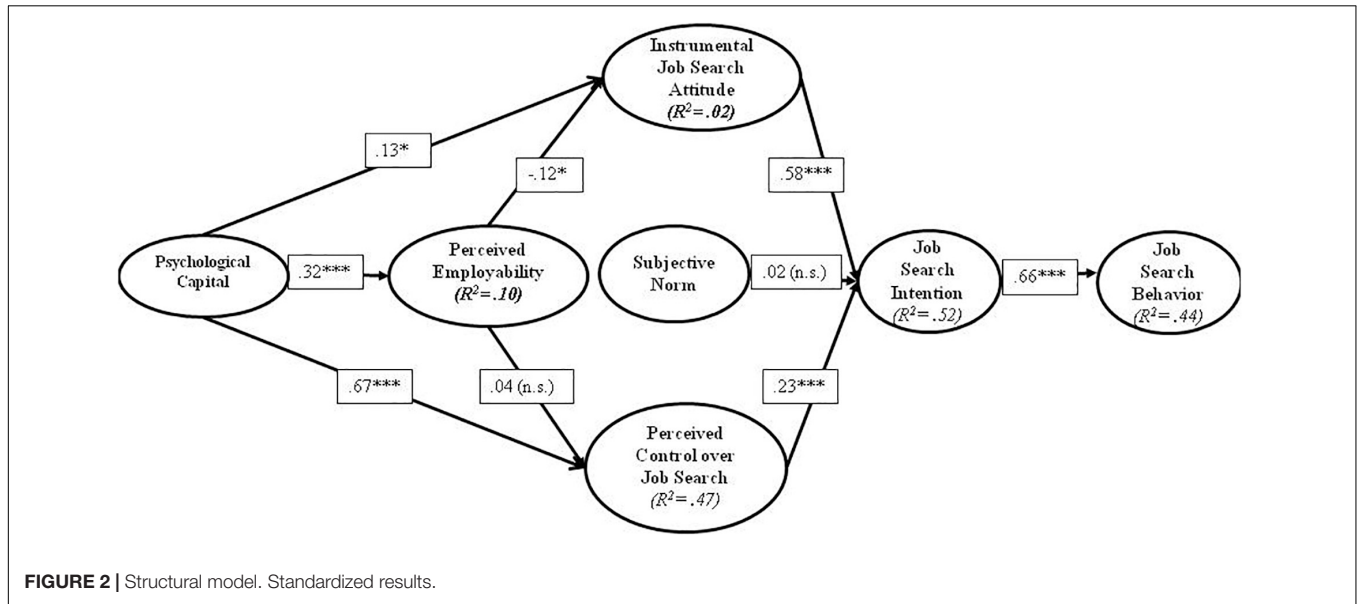 Instrumental
Job Search
Attitude
(R²=.02)
.13*
-.12*
.58***
Psychological
Capital
.32***
Perceived
Employability
(R²=.10)
Subjective
Norm
.02 (n.s.)
Job
Search
Intention
(R²=.52)
.66***
Job
Search
Behavior
(R²=.44)
.67***
.04 (n.s.)
.23***
Perceived
Control over
Job Search
(R²=.47)
FIGURE 2 | Structural model. Standardized results.